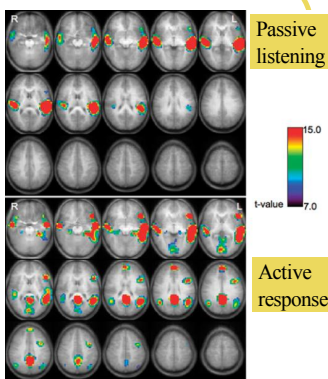 R
L
Passive
listening
15.0
t-value
7.0
R
L
Active
response